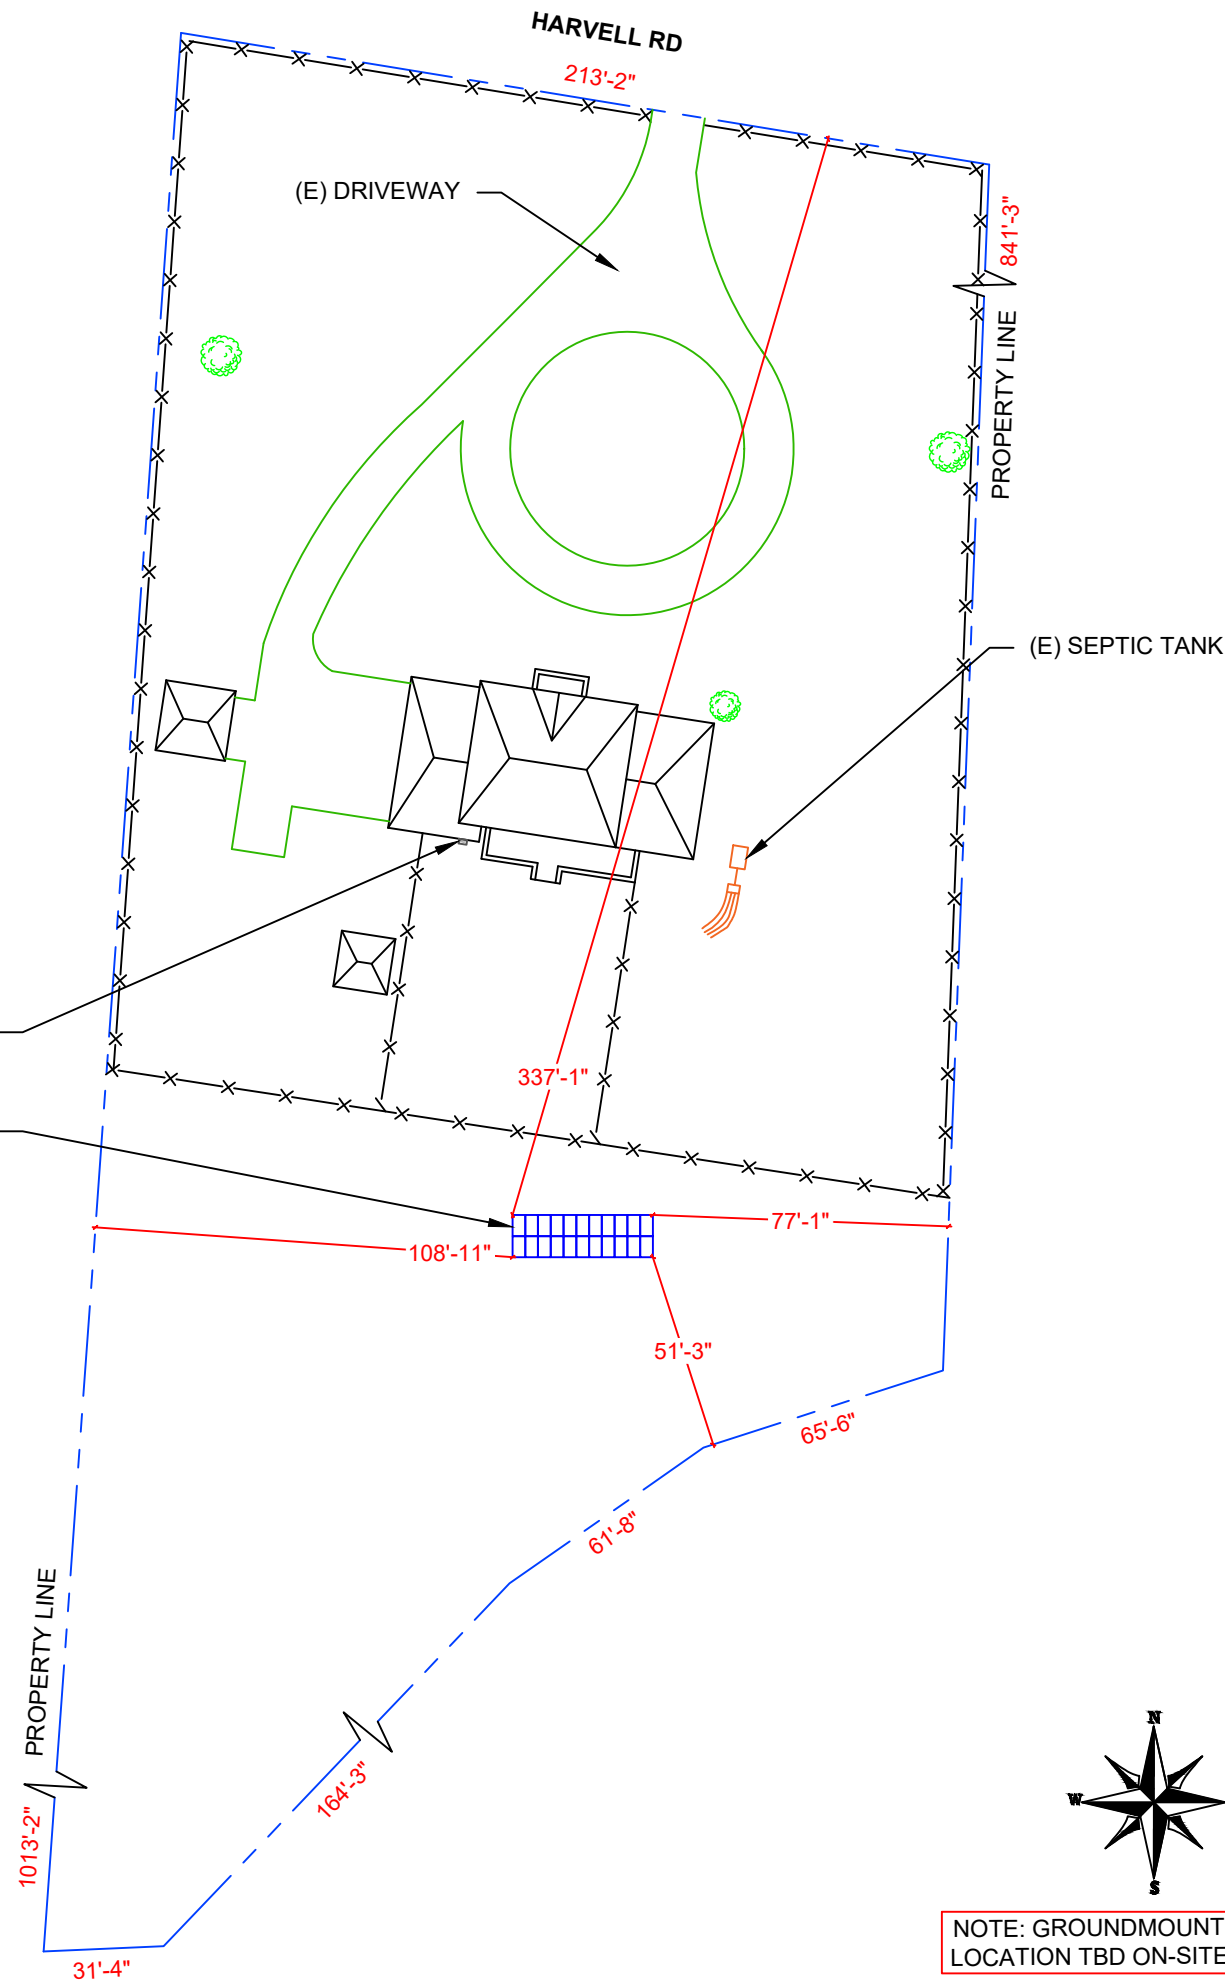 HARVELL RD
213'-2"
(E) DRIVEWAY
841'-3"
PROPERTY LINE
(E) SEPTIC TANK
337'-1"
77'-1"
108'-11"
51'-3"
65'-6"
61'-8"
PROPERTY LINE
164'-3"
1013'-2"
31'-4"
N
W
S
NOTE: GROUNDMOUNT
LOCATION TBD ON-SITE